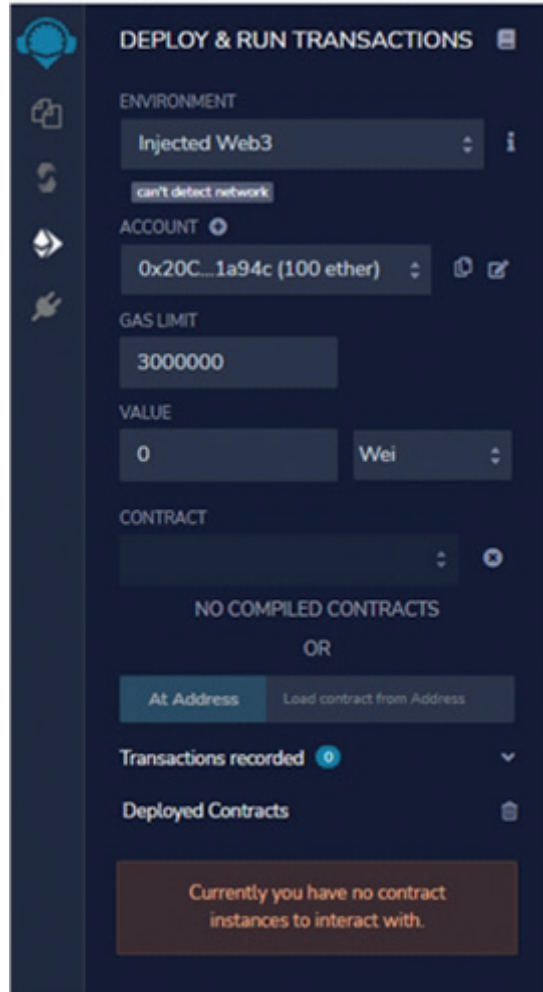 DEPLOY & RUN TRANSACTIONS
ENVIRONMENT
Injected Web3
can't detect network
ACCOUNT
0x20C...1a94c (100 ether)
GAS LIMIT
3000000
VALUE
0 Wei
CONTRACT
NO COMPILED CONTRACTS
OR
At Address Load contract from Address
Transactions recorded 0
Deployed Contracts
Currently you have no contract
instances to interact with.